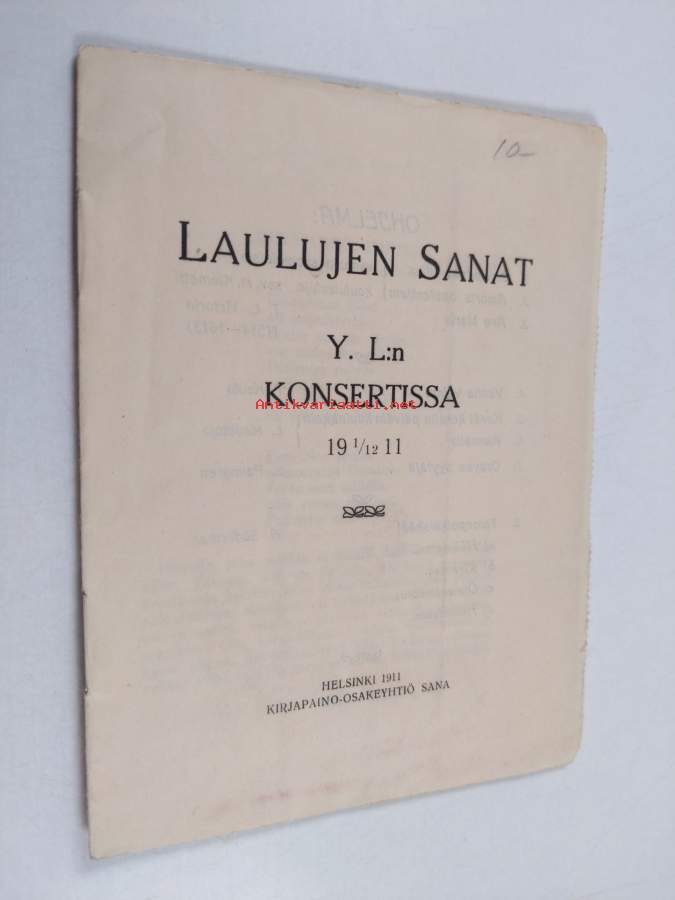 10-
LAULUJEN SANAT
Y. L:n
KONSERTISSA
Antikvariaatti.net
19 1/12 11
HELSINKI 1911
KIRJAPAINO-OSAKEYHTIÖ SANA